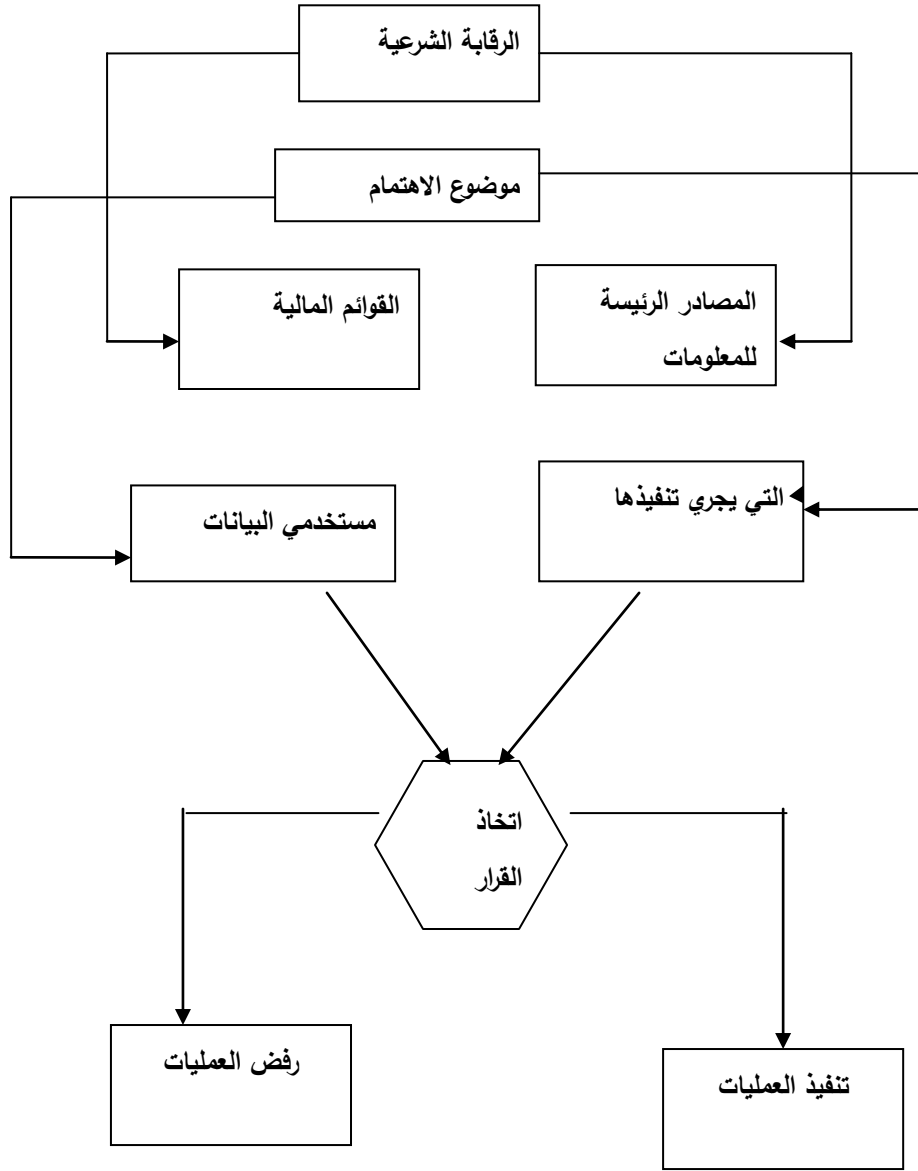 الرقابة الشرعية
موضوع الاهتمام
المصادر الرئيسة
للمعلومات
القوائم المالية
التي يجري تنفيذها
مستخدمي البيانات
اتخاذ
القرار
تنفيذ العمليات
رفض العمليات